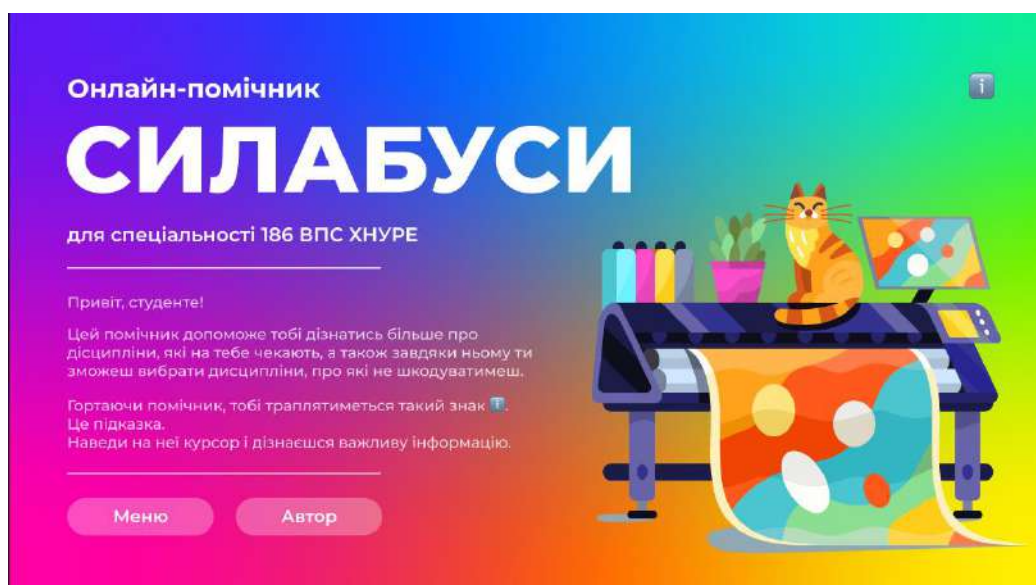 Онлайн-помічник
СИЛАБУСИ
для спеціальності 186 ВПС ХНУРЕ
Привіт, студенте!
Цей помічник допоможе тобі дізнатись більше про
дісципліни, які на тебе чекають, а також завдяки ньому ти
зможеш вибрати дисципліни, про які не шкодуватимеш.
Гортаючи помічник, тобі траплятиметься такий знак ℹ️.
Це підказка.
Наведи на неї курсор і дізнаєшся важливу інформацію.
Меню
Автор